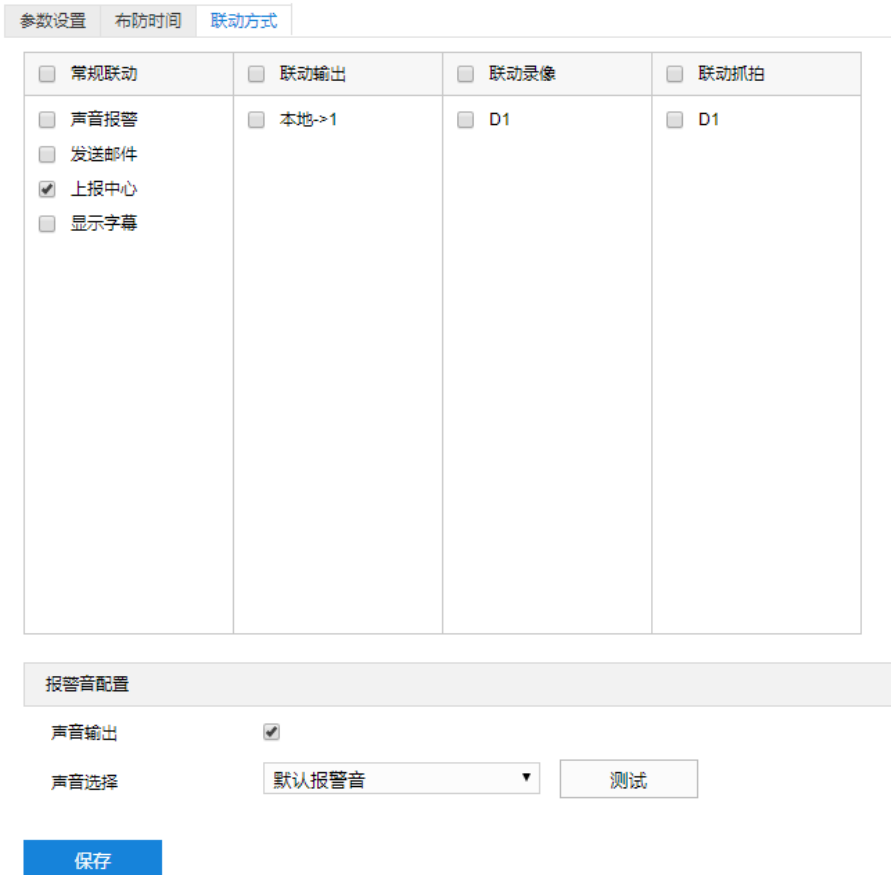 参数设置 布防时间 联动方式
常规联动 联动输出 联动录像 联动抓拍
声音报警 本地->1 D1 D1
发送邮件
上报中心
显示字幕
报警音配置
声音输出
声音选择 默认报警音 测试
保存